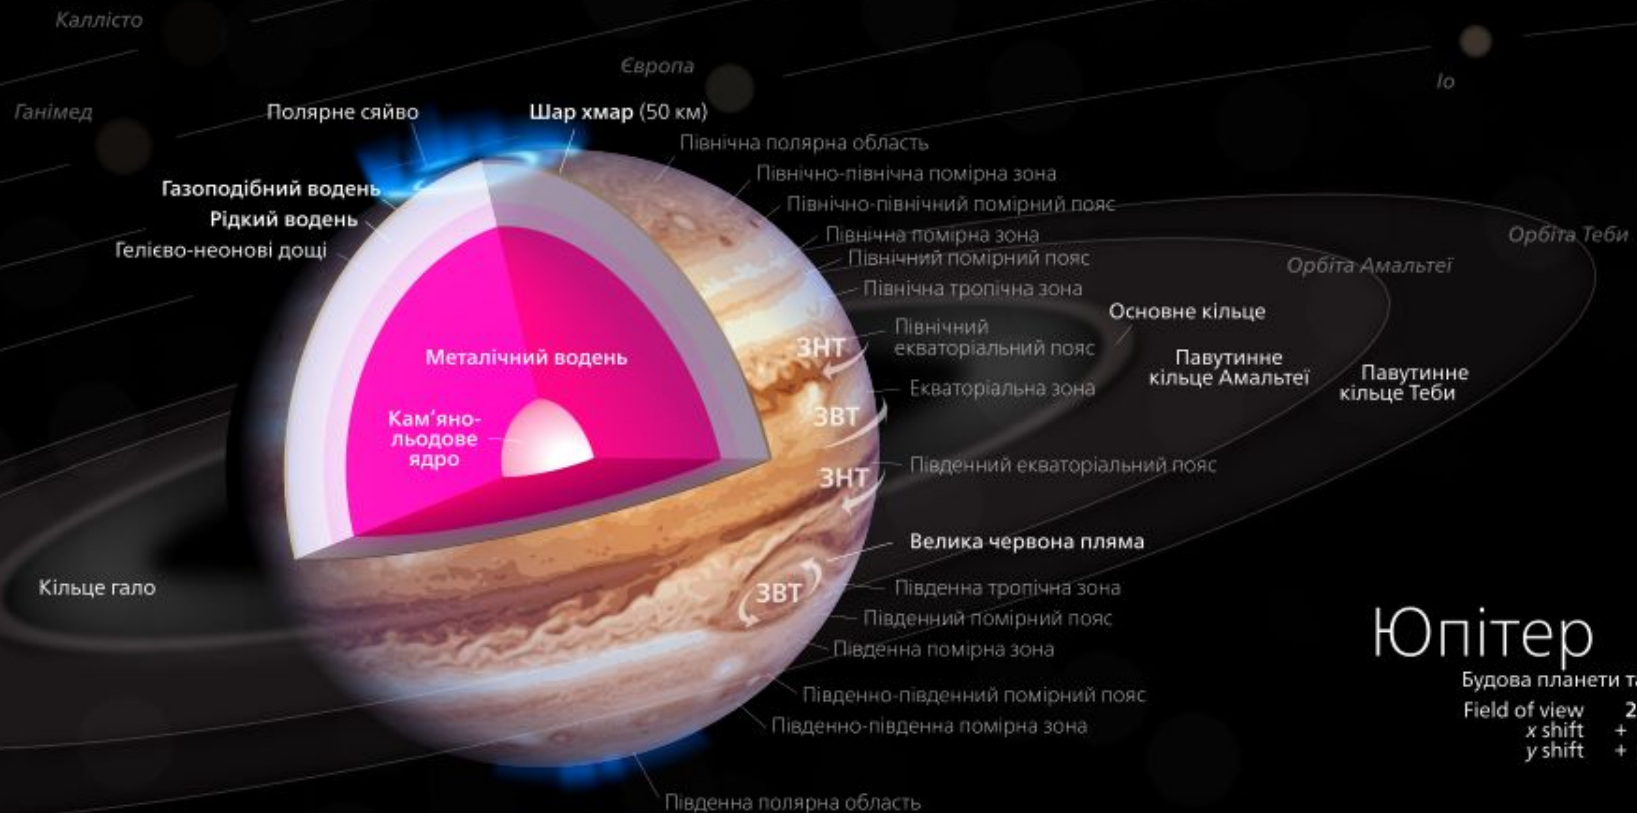 Каллісто
Європа
Іо
Ганімед
Полярне сяйво
Шар хмар (50 км)
Північна полярна область
Газоподібний водень
Північно-північна помірна зона
Рідкий водень
Північно-північний помірний пояс
Гелієво-неонові дощі
Північна помірна зона
Орбіта Теби
Північний помірний пояс
Орбіта Амальтеї
Північна тропічна зона
Основне кільце
Північний
екваторіальний пояс
ЗНТ
Металічний водень
Павутинне
кільце Амальтеї
Павутинне
кільце Теби
Екваторіальна зона
ЗВТ
Кам'яно-
льодове
ядро
Південний екваторіальний пояс
ЗНТ
Велика червона пляма
Кільце гало
ЗВТ
Південна тропічна зона
Південний помірний пояс
Південна помірна зона
Юпітер
Будова планети та
Field of view 2
x shift +
y shift +
Південно-південний помірний пояс
Південно-південна помірна зона
Південна полярна область